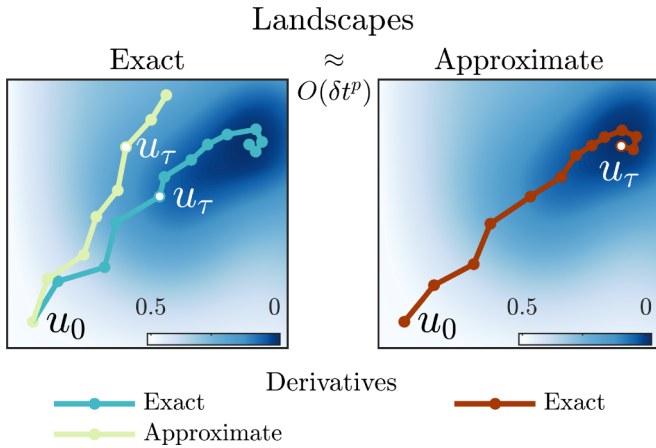 Landscapes
Exact ≈ Approximate
O(δt^p)
u_τ
u_τ
u_τ
u_0
0.5 0
u_0
0.5 0
Derivatives
Exact
Exact
Approximate